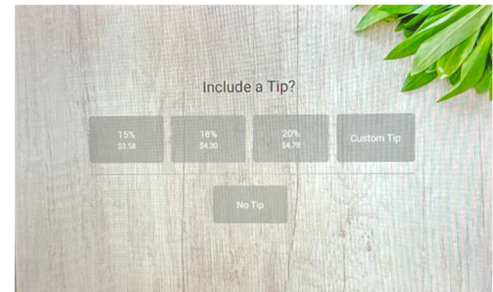 Include a Tip?
15%
$3.58
18%
$4.30
20%
$4.78
Custom Tip
No Tip